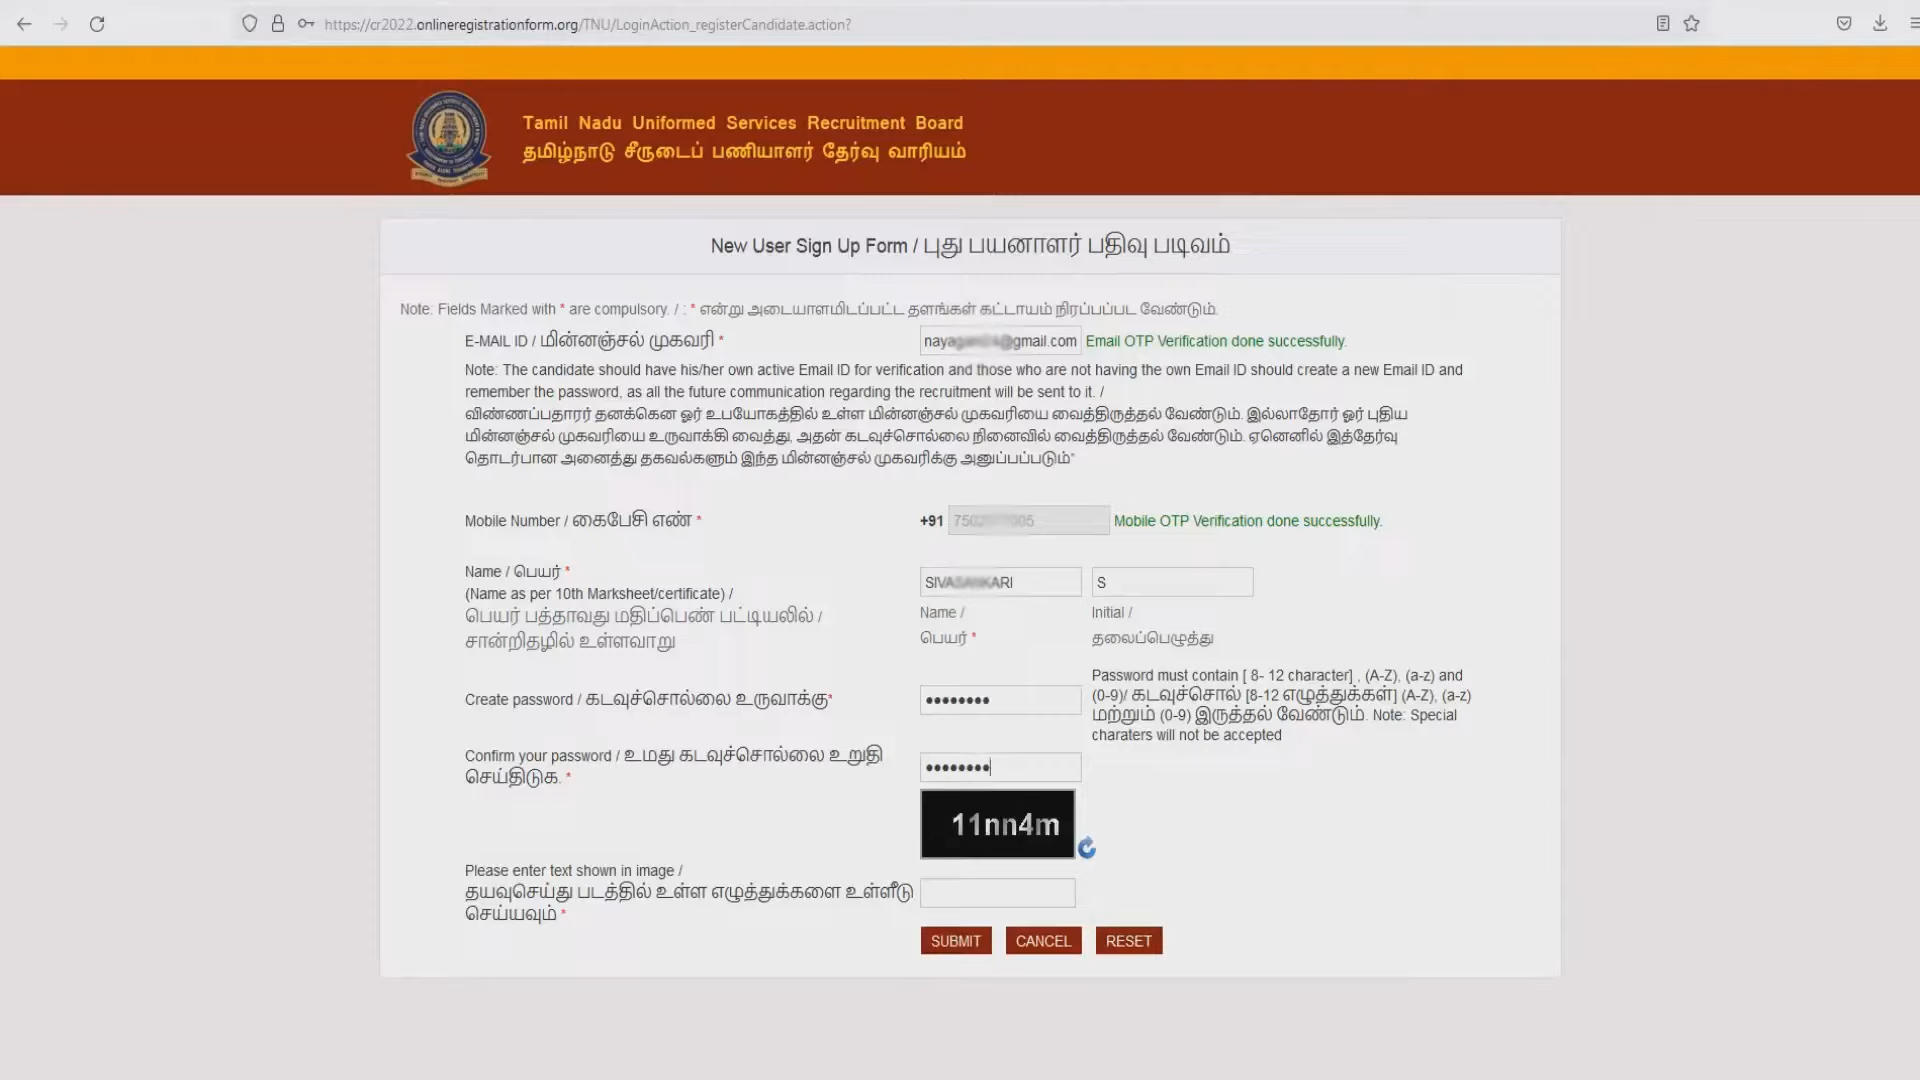 https://cr2022.onlineregistrationform.org/TNU/LoginAction_registerCandidate.action?
Tamil Nadu Uniformed Services Recruitment Board
தமிழ்நாடு சீருடைப் பணியாளர் தேர்வு வாரியம்
New User Sign Up Form / புது பயனாளர் பதிவு படிவம்
Note: Fields Marked with * are compulsory. / : * என்று அடையாளமிடப்பட்ட தளங்கள் கட்டாயம் நிரப்பப்பட வேண்டும்.
E-MAIL ID / மின்னஞ்சல் முகவரி * @gmail.com Email OTP Verification done successfully.
Note: The candidate should have his/her own active Email ID for verification and those who are not having the own Email ID should create a new Email ID and
remember the password, as all the future communication regarding the recruitment will be sent to it. /
விண்ணப்பதாரர் தனக்கென ஓர் உபயோகத்தில் உள்ள மின்னஞ்சல் முகவரியை வைத்திருத்தல் வேண்டும். இல்லாதோர் ஓர் புதிய
மின்னஞ்சல் முகவரியை உருவாக்கி வைத்து, அதன் கடவுச்சொல்லை நினைவில் வைத்திருத்தல் வேண்டும். ஏனெனில் இத்தேர்வு
தொடர்பான அனைத்து தகவல்களும் இந்த மின்னஞ்சல் முகவரிக்கு அனுப்பப்படும்"
Mobile Number / கைபேசி எண் * +91 Mobile OTP Verification done successfully.
Name / பெயர் *
(Name as per 10th Marksheet/certificate) /
பெயர் பத்தாவது மதிப்பெண் பட்டியலில் /
சான்றிதழில் உள்ளவாறு
S
Name / Initial /
பெயர் * தலைப்பெழுத்து
Create password / கடவுச்சொல்லை உருவாக்கு*
Password must contain [ 8- 12 character] , (A-Z), (a-z) and
(0-9)/ கடவுச்சொல் [8-12 எழுத்துக்கள்] (A-Z), (a-z)
மற்றும் (0-9) இருத்தல் வேண்டும். Note: Special
charaters will not be accepted
Confirm your password / உமது கடவுச்சொல்லை உறுதி
செய்திடுக. *
11nn4m
Please enter text shown in image /
தயவுசெய்து படத்தில் உள்ள எழுத்துக்களை உள்ளீடு
செய்யவும் *
SUBMIT CANCEL RESET